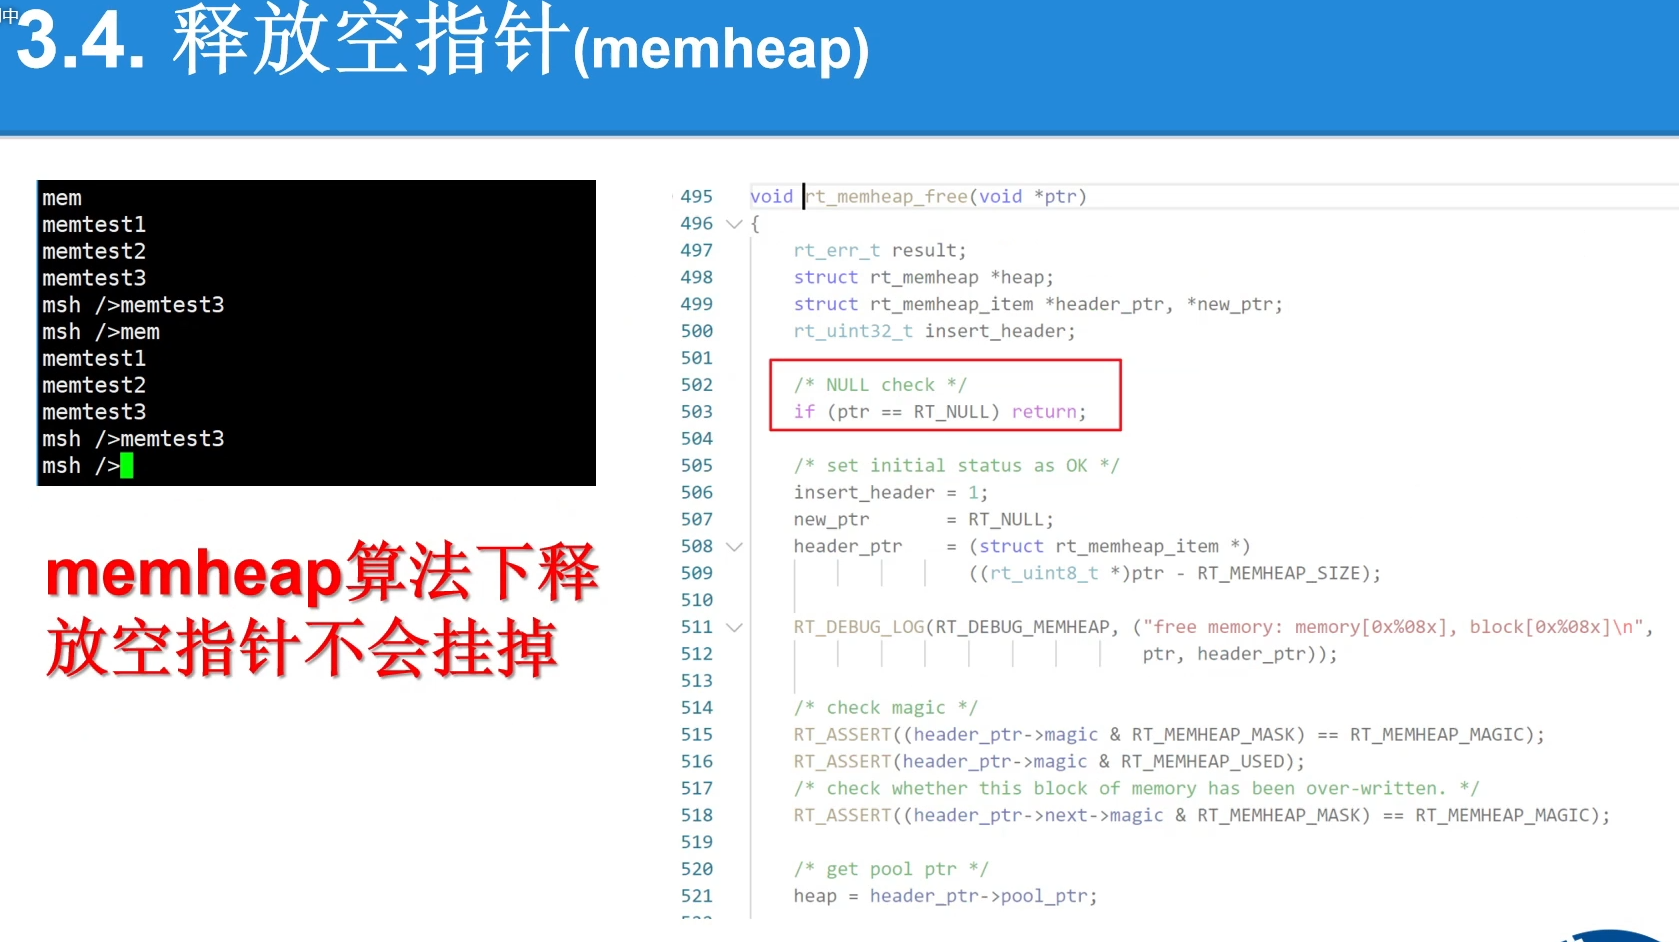 3.4. 释放空指针(memheap)
mem
memtest1
memtest2
memtest3
msh />memtest3
msh />mem
memtest1
memtest2
memtest3
msh />memtest3
msh />
memheap算法下释
放空指针不会挂掉
495 void rt_memheap_free(void *ptr)
496 {
497 rt_err_t result;
498 struct rt_memheap *heap;
499 struct rt_memheap_item *header_ptr, *new_ptr;
500 rt_uint32_t insert_header;
501
502 /* NULL check */
503 if (ptr == RT_NULL) return;
504
505 /* set initial status as OK */
506 insert_header = 1;
507 new_ptr = RT_NULL;
508 header_ptr = (struct rt_memheap_item *)
509 ((rt_uint8_t *)ptr - RT_MEMHEAP_SIZE);
510
511 RT_DEBUG_LOG(RT_DEBUG_MEMHEAP, ("free memory: memory[0x%08x], block[0x%08x]\n",
512 ptr, header_ptr));
513
514 /* check magic */
515 RT_ASSERT((header_ptr->magic & RT_MEMHEAP_MASK) == RT_MEMHEAP_MAGIC);
516 RT_ASSERT(header_ptr->magic & RT_MEMHEAP_USED);
517 /* check whether this block of memory has been over-written. */
518 RT_ASSERT((header_ptr->next->magic & RT_MEMHEAP_MASK) == RT_MEMHEAP_MAGIC);
519
520 /* get pool ptr */
521 heap = header_ptr->pool_ptr;